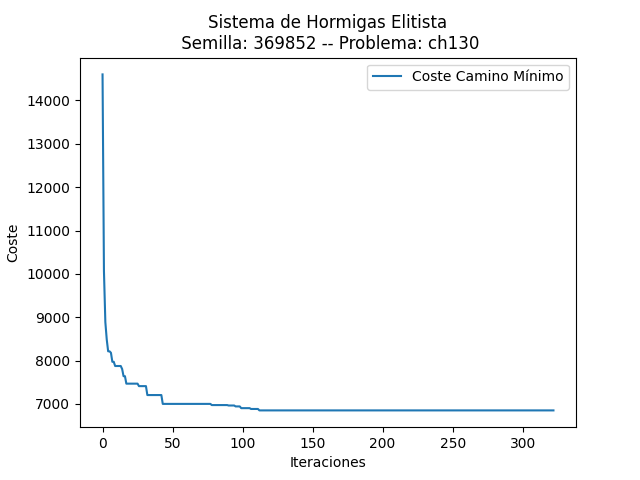 Sistema de Hormigas Elitista
Semilla: 369852 -- Problema: ch130
Coste Camino Mínimo
14000
13000
12000
11000
10000
9000
8000
7000
Coste
0 50 100 150 200 250 300
Iteraciones